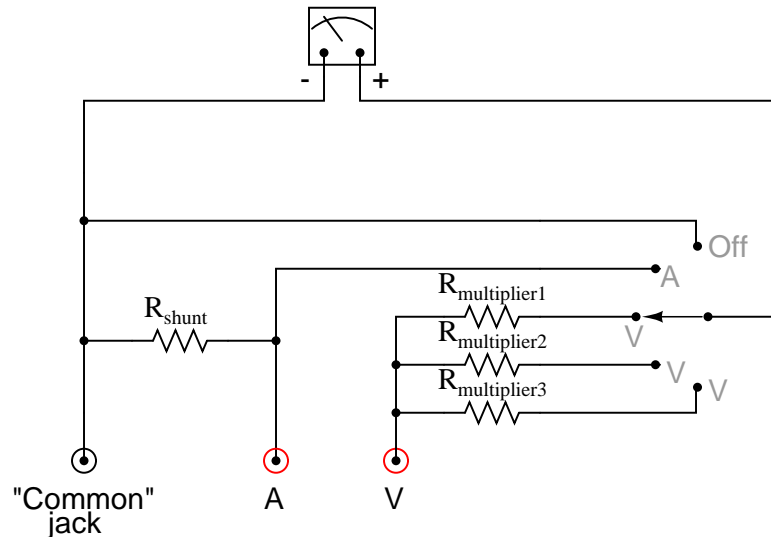 - +
Off
A
R_multiplier1
R_shunt
V
R_multiplier2
V
V
R_multiplier3
"Common"
jack
A
V